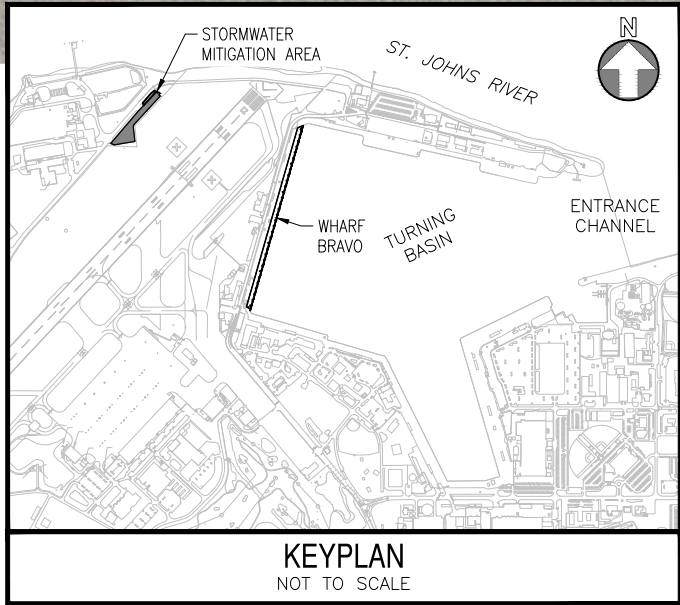 STORMWATER
MITIGATION AREA
ST. JOHNS RIVER
N
WHARF
BRAVO
TURNING
BASIN
ENTRANCE
CHANNEL
KEYPLAN
NOT TO SCALE